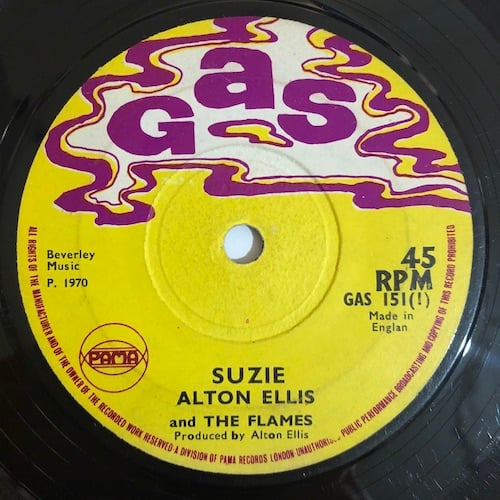 Gas
Beverley
Music
P. 1970
45
RPM
GAS 151(!)
Made in
Englan
PAMA
SUZIE
ALTON ELLIS
and THE FLAMES
Produced by Alton Ellis
ALL RIGHTS OF THE MANUFACTURER AND OF THE OWNER OF THE RECORDED WORK RESERVED·A DIVISION OF PAMA RECORDS LONDON·UNAUTHORISED PUBLIC PERFORMANCE BROADCASTING AND COPYING OF THIS RECORD PROHIBITED